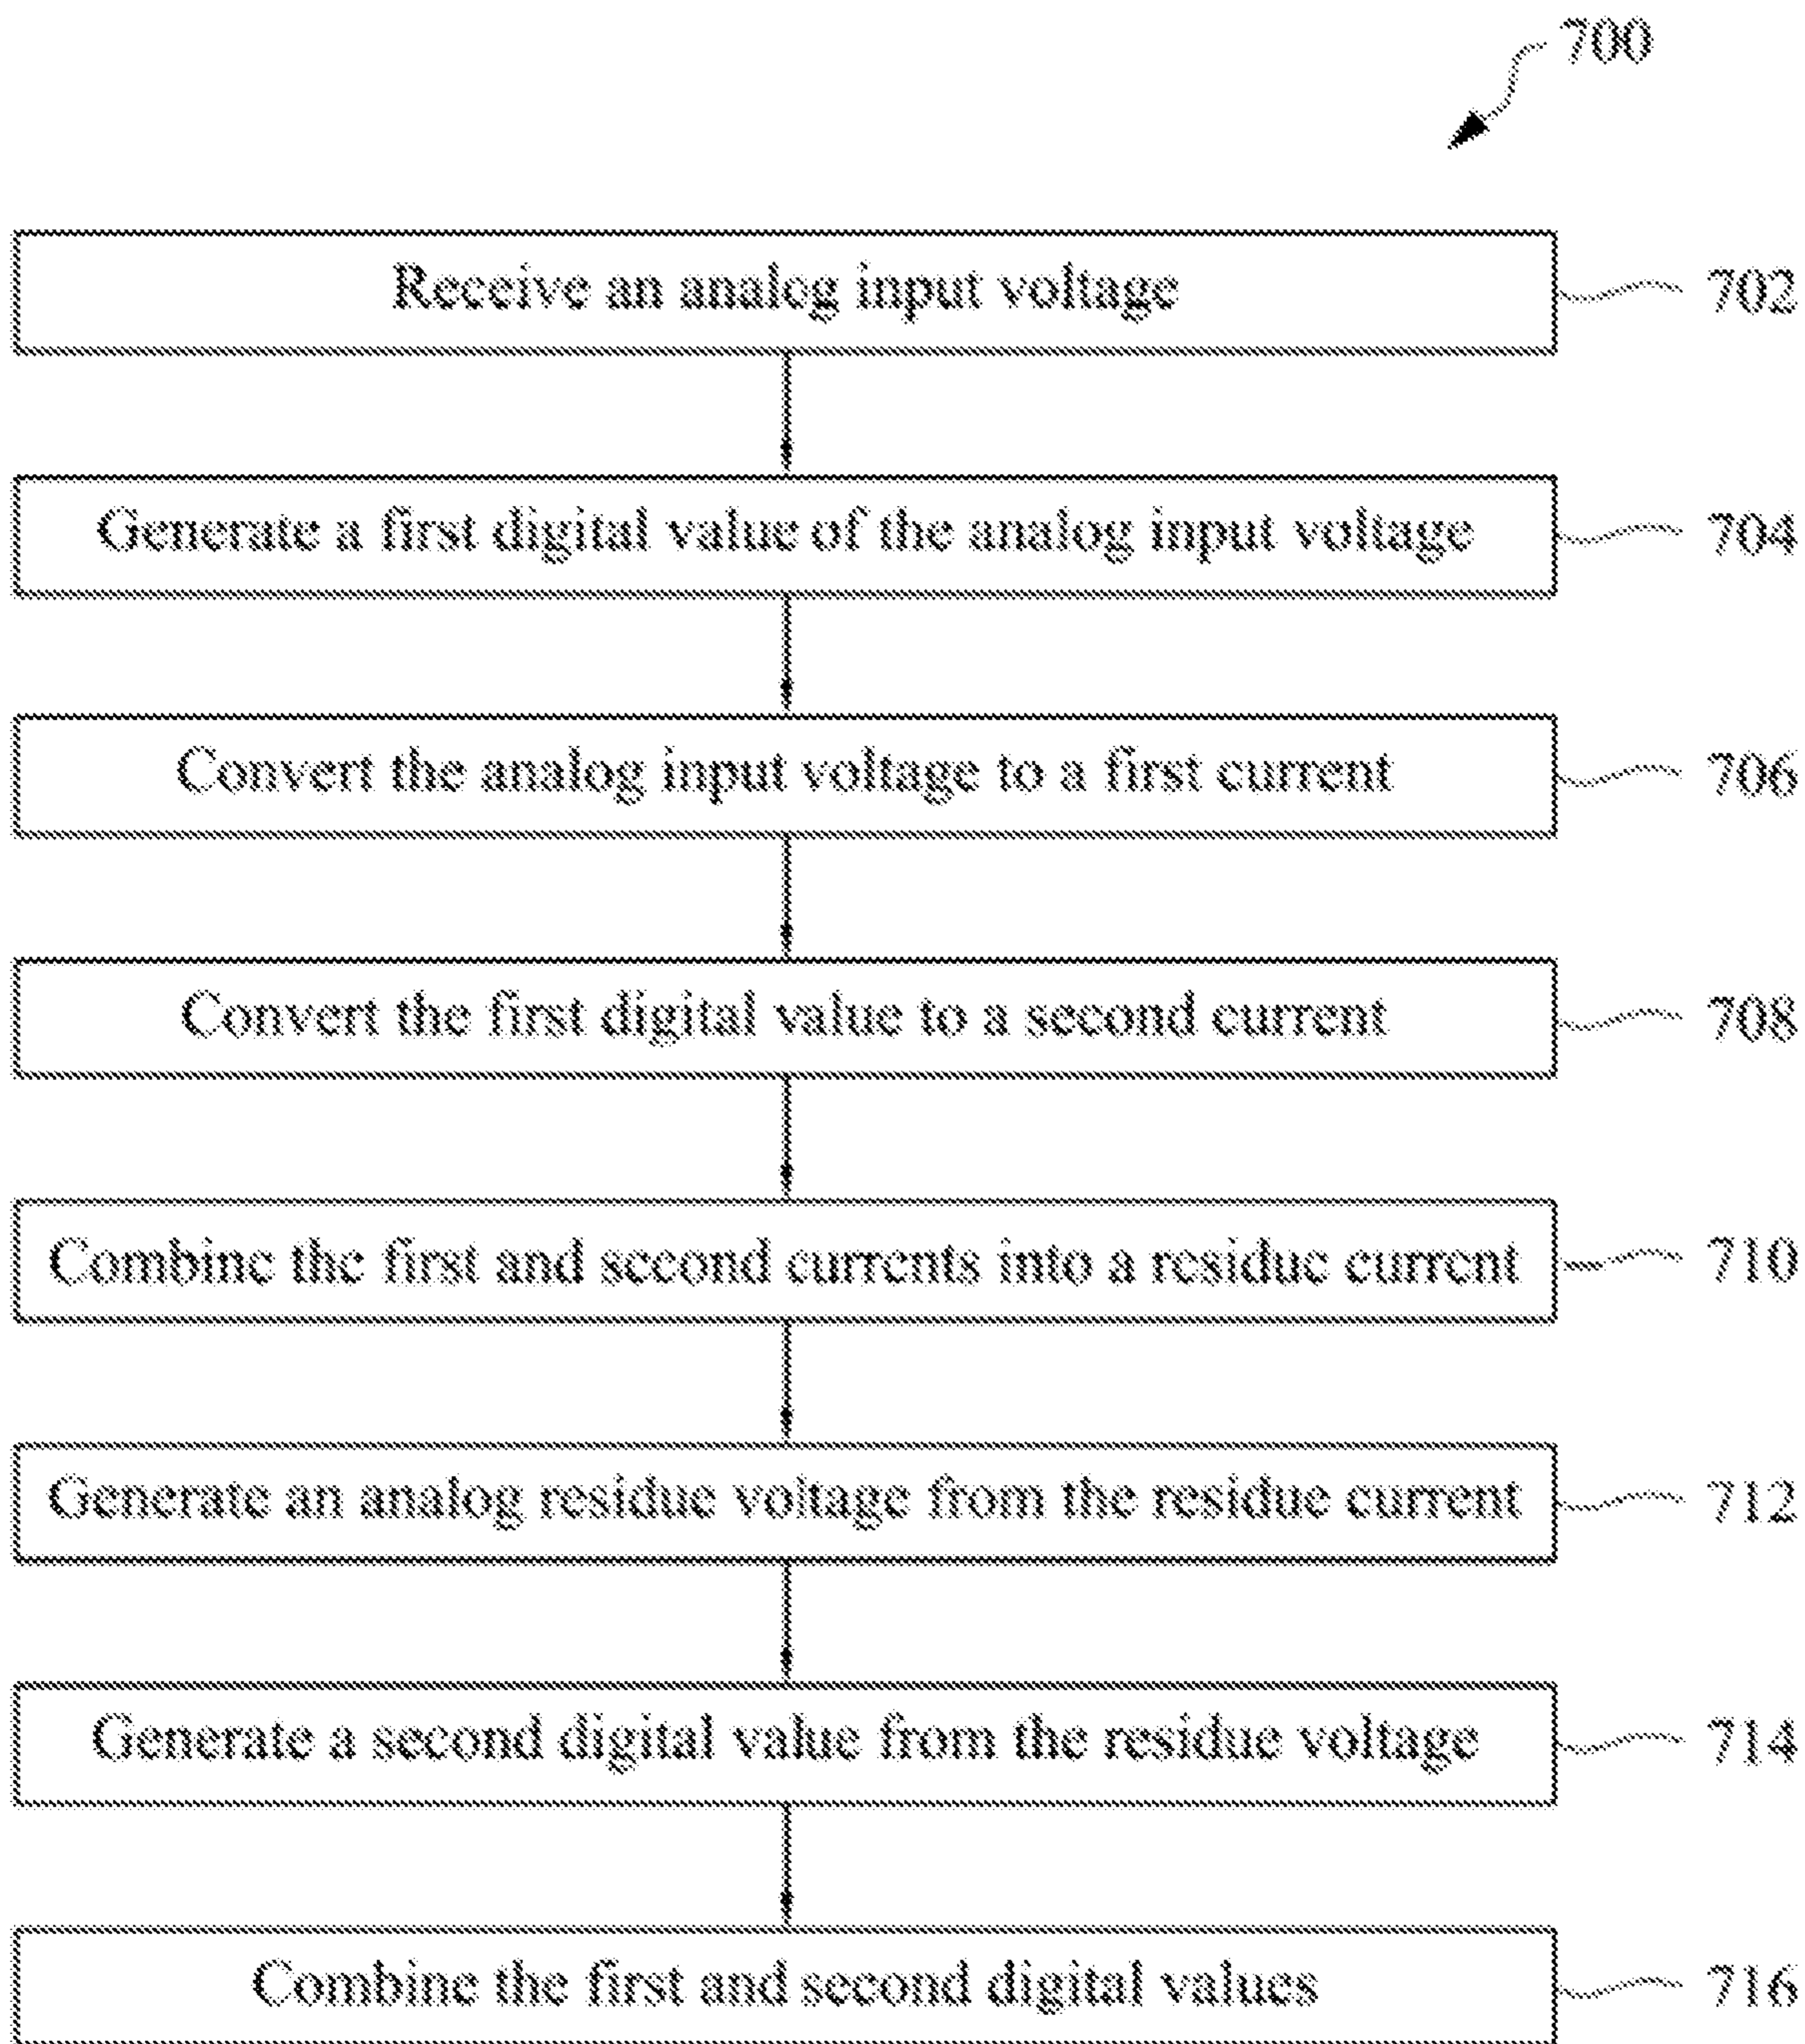 700
Receive an analog input voltage 702
Generate a first digital value of the analog input voltage 704
Convert the analog input voltage to a first current 706
Convert the first digital value to a second current 708
Combine the first and second currents into a residue current 710
Generate an analog residue voltage from the residue current 712
Generate a second digital value from the residue voltage 714
Combine the first and second digital values 716